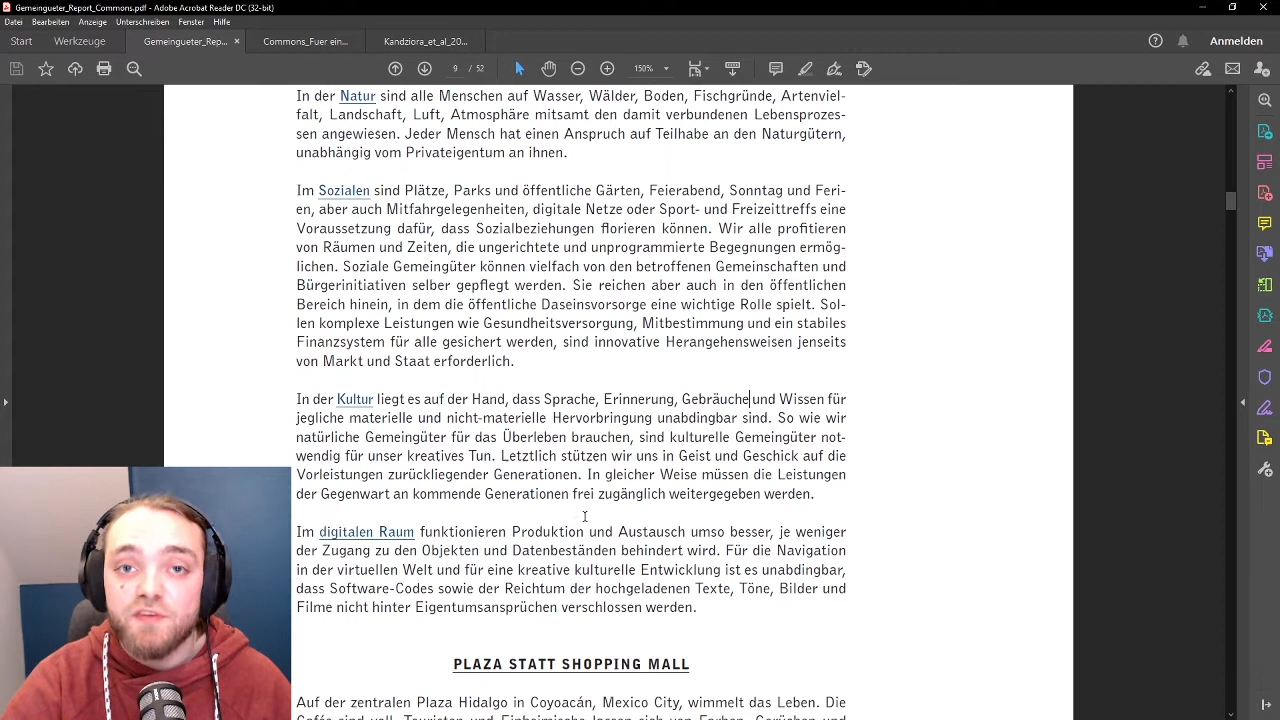 Gemeingueter_Report_Commons.pdf - Adobe Acrobat Reader DC (32-bit)
Datei Bearbeiten Anzeige Unterschreiben Fenster Hilfe
Start Werkzeuge Gemeingueter_Rep... × Commons_Fuer ein... Kandziora_et_al_20... Anmelden
9 / 52 150%
In der Natur sind alle Menschen auf Wasser, Wälder, Boden, Fischgründe, Artenviel-
falt, Landschaft, Luft, Atmosphäre mitsamt den damit verbundenen Lebensprozes-
sen angewiesen. Jeder Mensch hat einen Anspruch auf Teilhabe an den Naturgütern,
unabhängig vom Privateigentum an ihnen.
Im Sozialen sind Plätze, Parks und öffentliche Gärten, Feierabend, Sonntag und Feri-
en, aber auch Mitfahrgelegenheiten, digitale Netze oder Sport- und Freizeittreffs eine
Voraussetzung dafür, dass Sozialbeziehungen florieren können. Wir alle profitieren
von Räumen und Zeiten, die ungerichtete und unprogrammierte Begegnungen ermög-
lichen. Soziale Gemeingüter können vielfach von den betroffenen Gemeinschaften und
Bürgerinitiativen selber gepflegt werden. Sie reichen aber auch in den öffentlichen
Bereich hinein, in dem die öffentliche Daseinsvorsorge eine wichtige Rolle spielt. Sol-
len komplexe Leistungen wie Gesundheitsversorgung, Mitbestimmung und ein stabiles
Finanzsystem für alle gesichert werden, sind innovative Herangehensweisen jenseits
von Markt und Staat erforderlich.
In der Kultur liegt es auf der Hand, dass Sprache, Erinnerung, Gebräuche und Wissen für
jegliche materielle und nicht-materielle Hervorbringung unabdingbar sind. So wie wir
natürliche Gemeingüter für das Überleben brauchen, sind kulturelle Gemeingüter not-
wendig für unser kreatives Tun. Letztlich stützen wir uns in Geist und Geschick auf die
Vorleistungen zurückliegender Generationen. In gleicher Weise müssen die Leistungen
der Gegenwart an kommende Generationen frei zugänglich weitergegeben werden.
Im digitalen Raum funktionieren Produktion und Austausch umso besser, je weniger
der Zugang zu den Objekten und Datenbeständen behindert wird. Für die Navigation
in der virtuellen Welt und für eine kreative kulturelle Entwicklung ist es unabdingbar,
dass Software-Codes sowie der Reichtum der hochgeladenen Texte, Töne, Bilder und
Filme nicht hinter Eigentumsansprüchen verschlossen werden.
PLAZA STATT SHOPPING MALL
Auf der zentralen Plaza Hidalgo in Coyoacán, Mexico City, wimmelt das Leben. Die
Cafés sind voll, Touristen und Einheimische lassen sich von Farben, Gerüchen und